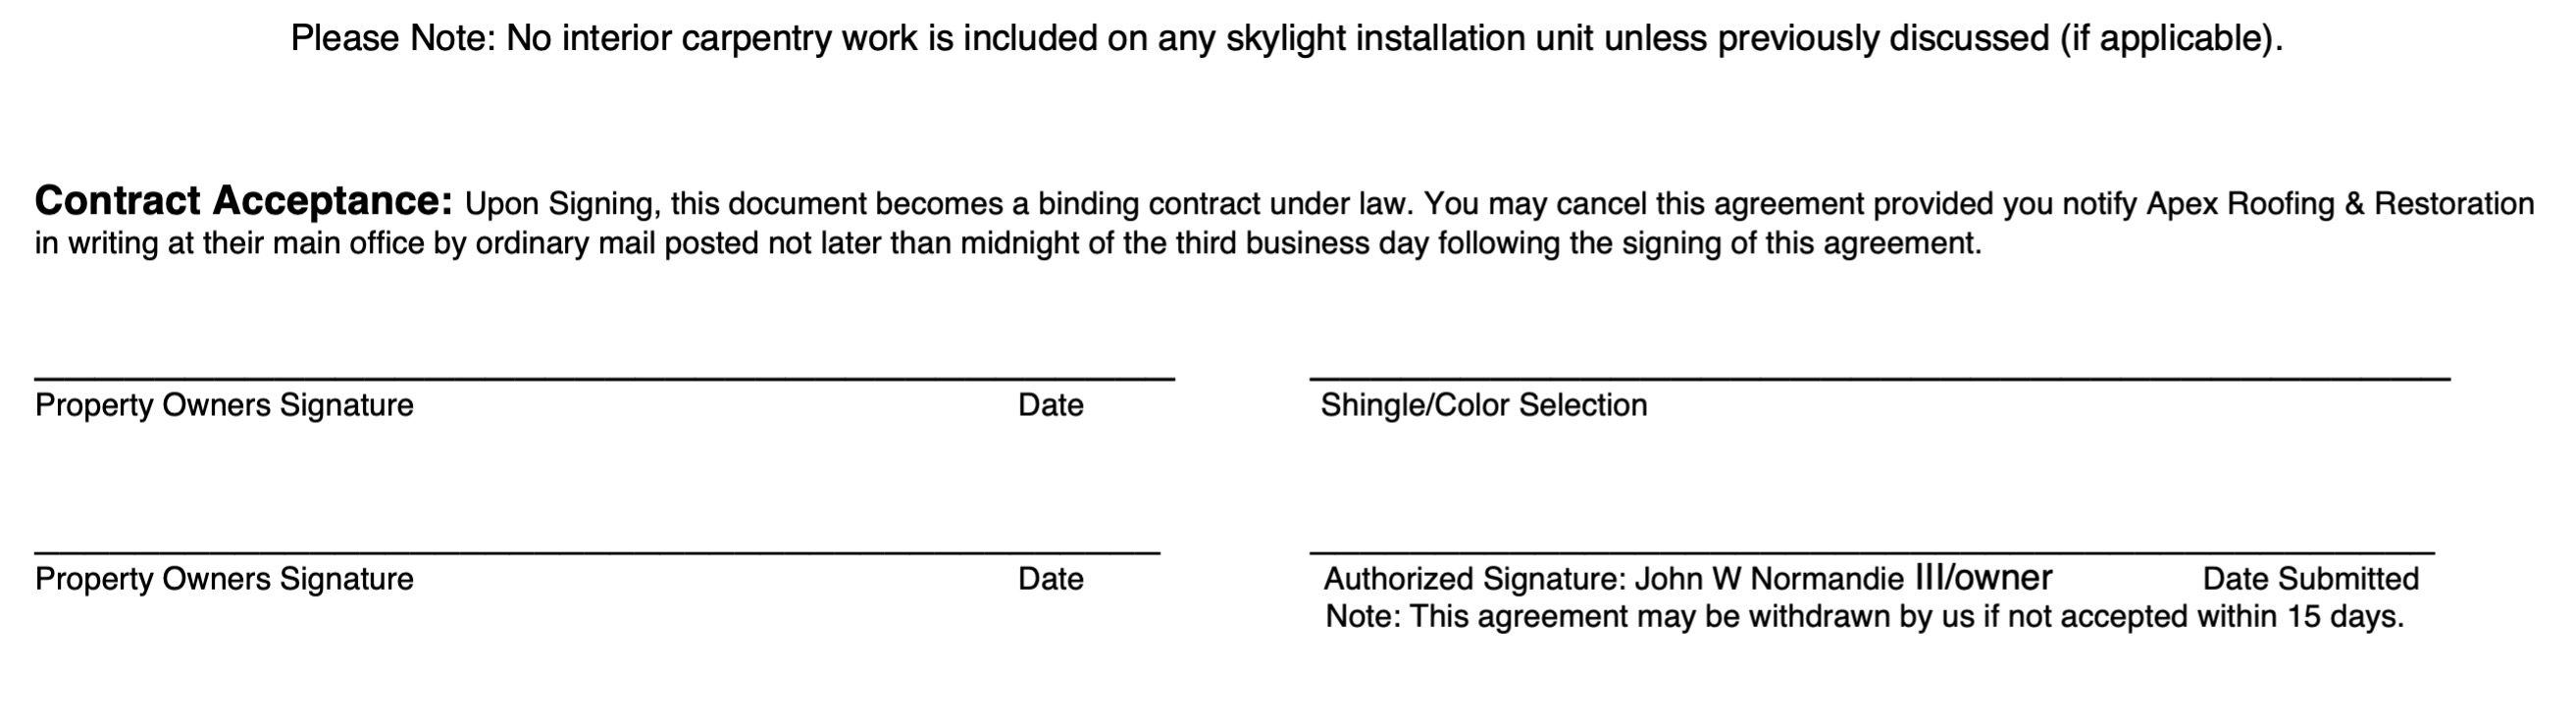 Please Note: No interior carpentry work is included on any skylight installation unit unless previously discussed (if applicable).
Contract Acceptance: Upon Signing, this document becomes a binding contract under law. You may cancel this agreement provided you notify Apex Roofing & Restoration
in writing at their main office by ordinary mail posted not later than midnight of the third business day following the signing of this agreement.
Property Owners Signature Date
Shingle/Color Selection
Property Owners Signature Date
Authorized Signature: John W Normandie III/owner Date Submitted
Note: This agreement may be withdrawn by us if not accepted within 15 days.